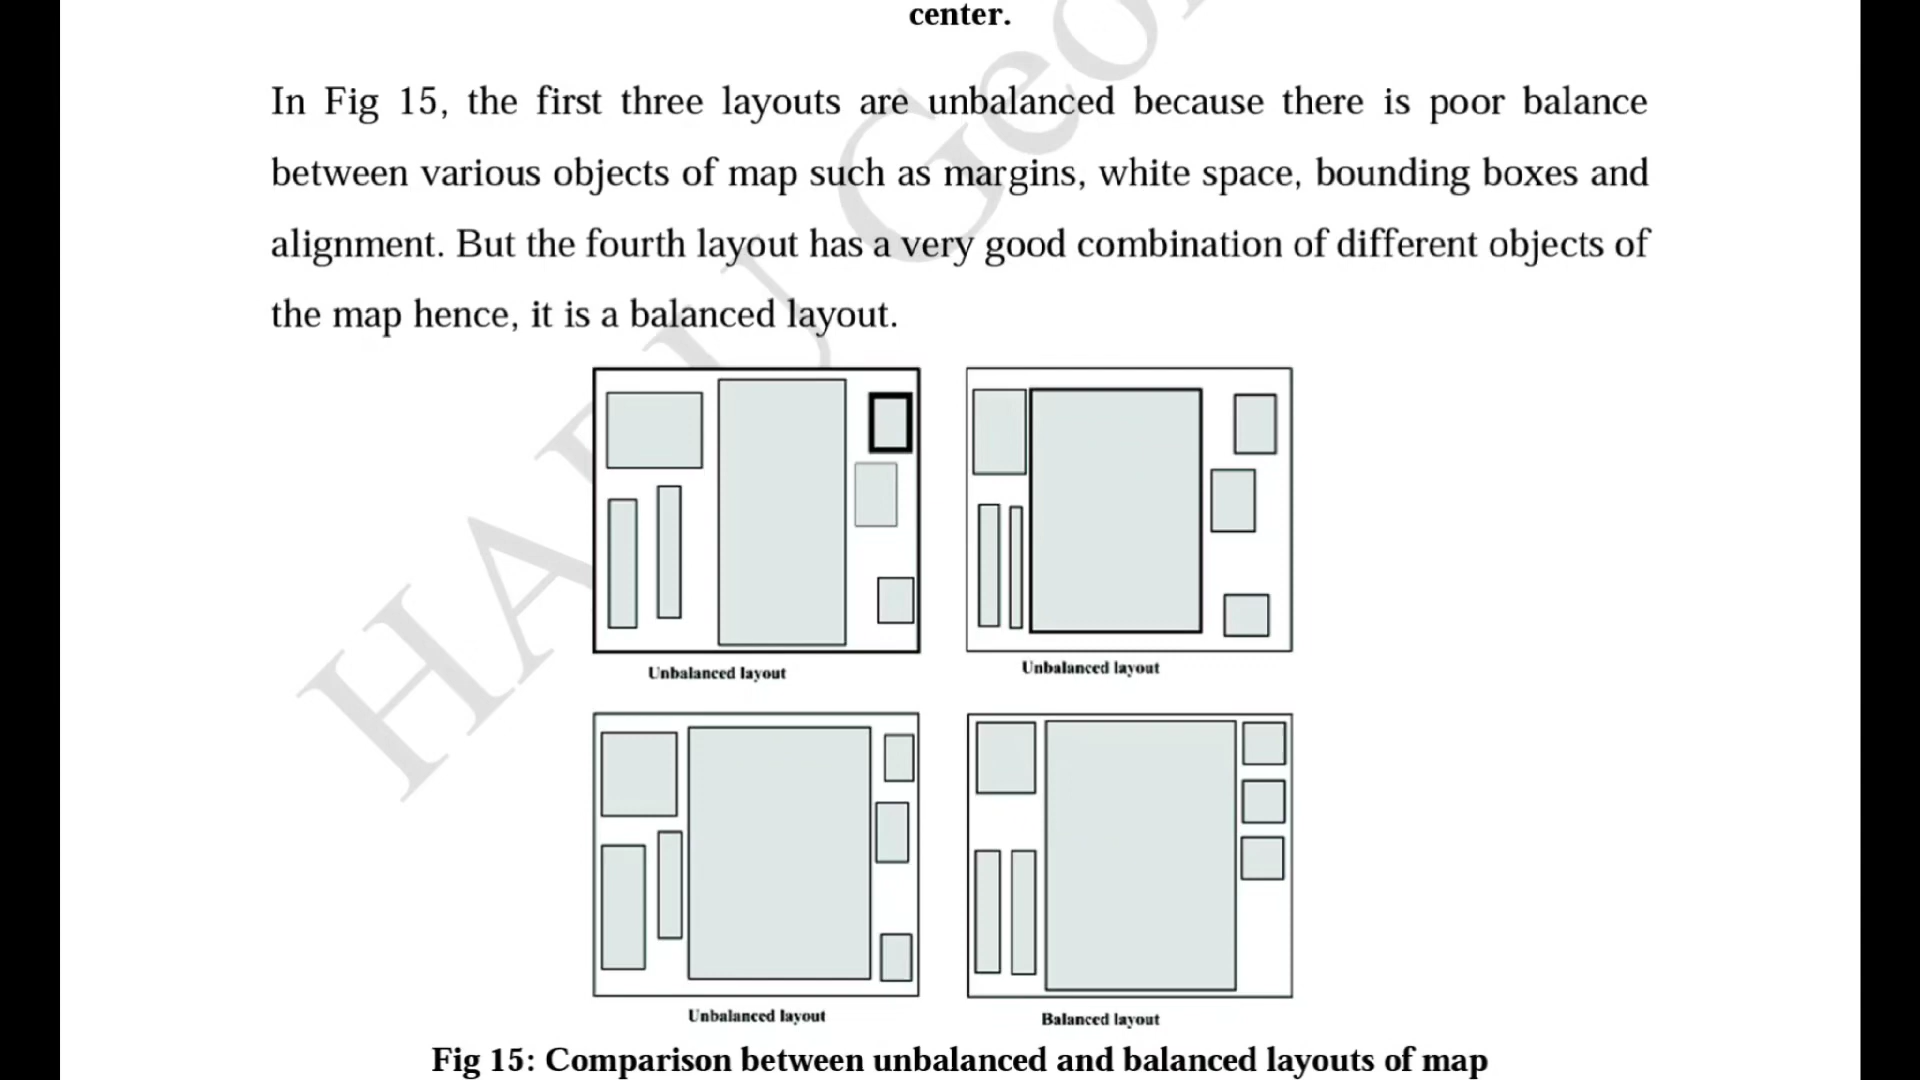 center.
In Fig 15, the first three layouts are unbalanced because there is poor balance
between various objects of map such as margins, white space, bounding boxes and
alignment. But the fourth layout has a very good combination of different objects of
the map hence, it is a balanced layout.
Unbalanced layout
Unbalanced layout
Unbalanced layout
Balanced layout
Fig 15: Comparison between unbalanced and balanced layouts of map